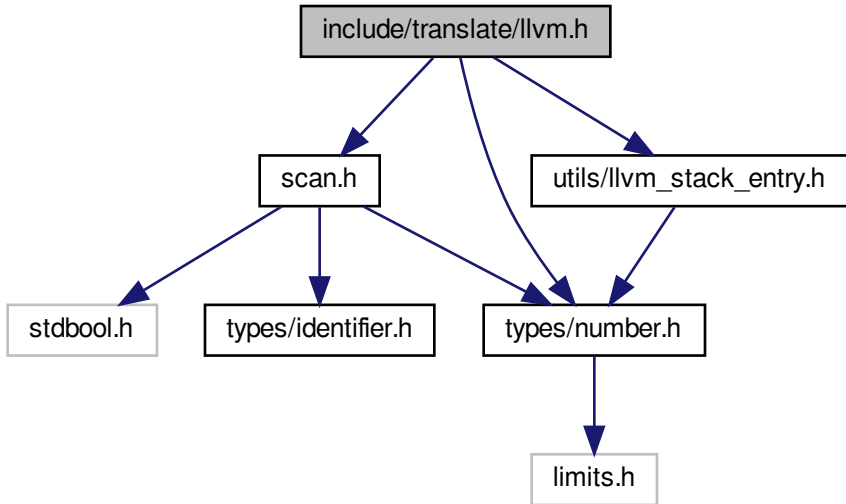 include/translate/llvm.h
scan.h
utils/llvm_stack_entry.h
stdbool.h
types/identifier.h
types/number.h
limits.h